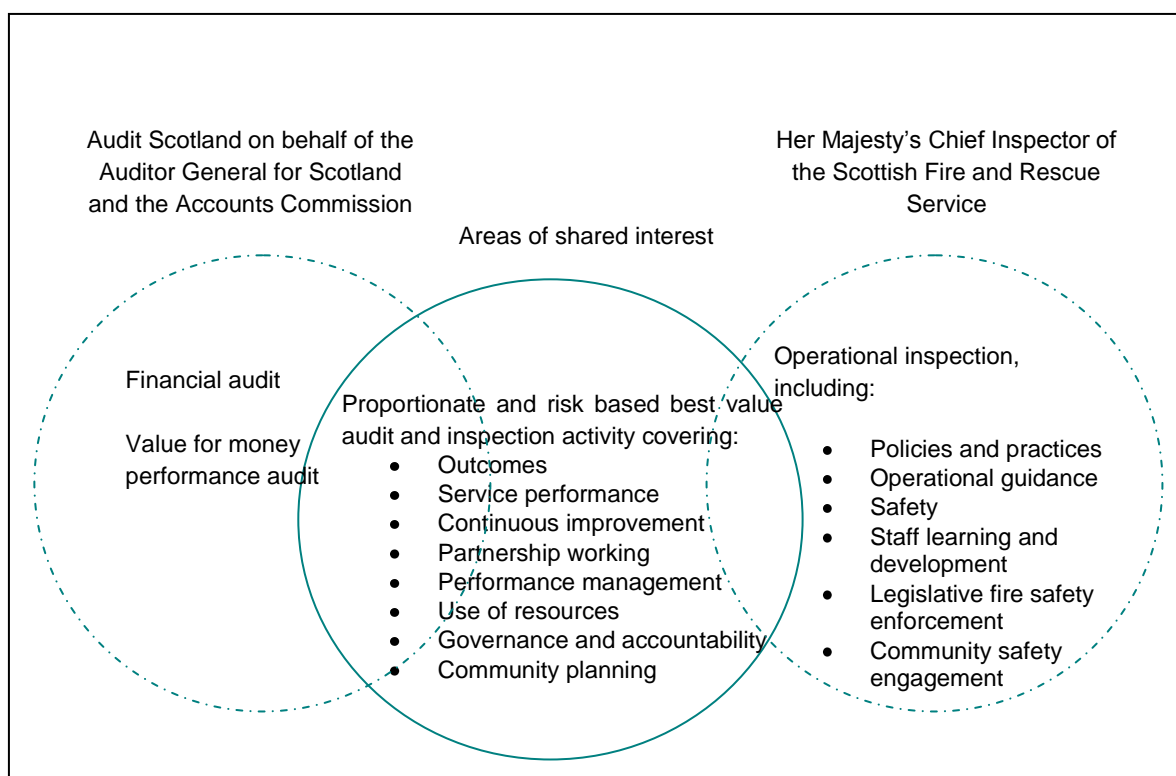 Audit Scotland on behalf of the
Auditor General for Scotland
and the Accounts Commission
Her Majesty’s Chief Inspector of
the Scottish Fire and Rescue
Service
Areas of shared interest
Financial audit
Value for money
performance audit
Proportionate and risk based best value
audit and inspection activity covering:
• Outcomes
• Service performance
• Continuous improvement
• Partnership working
• Performance management
• Use of resources
• Governance and accountability
• Community planning
Operational inspection,
including:
• Policies and practices
• Operational guidance
• Safety
• Staff learning and
development
• Legislative fire safety
enforcement
• Community safety
engagement